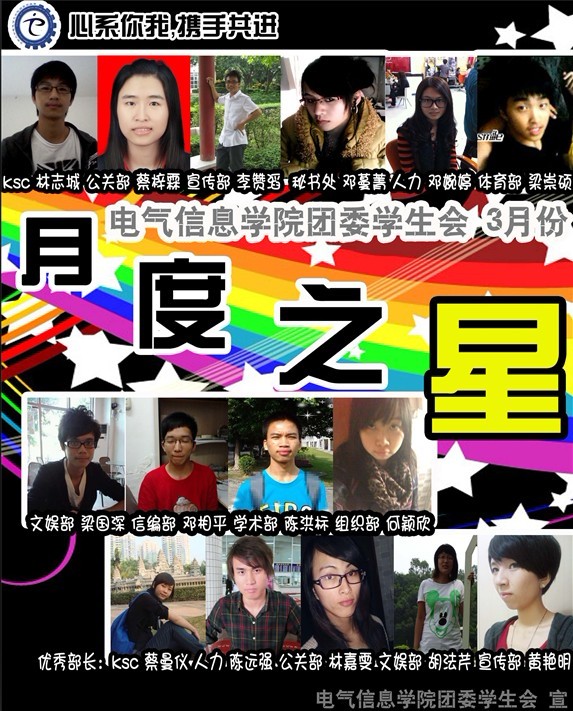 心系你我,携手共进
Ksc 林志城 公关部 蔡梓霖 宣传部 李赞滔 秘书处 邓蔓菁 人力 邓婉婷 体育部 梁崇硕
电气信息学院团委学生会 3月份
月度之星
文娱部 梁国深 信编部 邓相平 学术部 陈洪标 组织部 何颖欣
优秀部长: Ksc 蔡曼仪 人力 陈远强 公关部 林嘉雯 文娱部 胡法芹 宣传部 黄艳明
电气信息学院团委学生会 宣